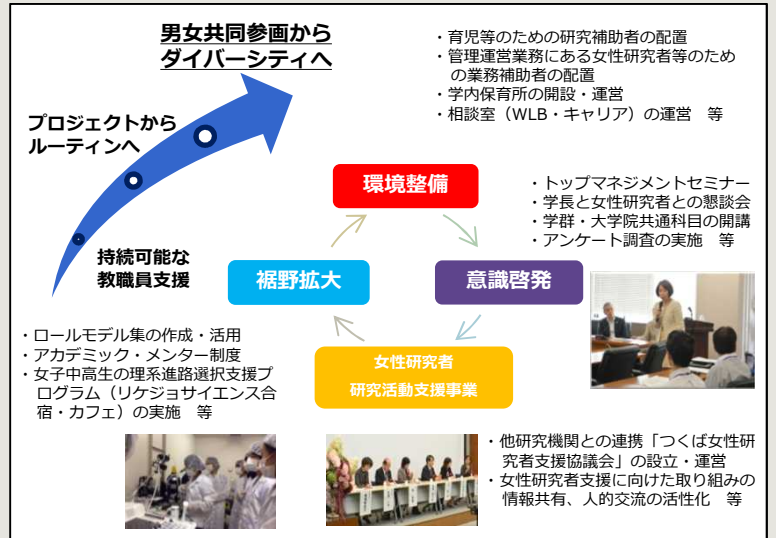 男女共同参画から
ダイバーシティへ
・育児等のための研究補助者の配置
・管理運営業務にある女性研究者等のため
の業務補助者の配置
・学内保育所の開設・運営
・相談室（WLB・キャリア）の運営　等
プロジェクトから
ルーティンへ
環境整備
・トップマネジメントセミナー
・学長と女性研究者との懇談会
・学群・大学院共通科目の開講
・アンケート調査の実施　等
持続可能な
教職員支援
裾野拡大
意識啓発
・ロールモデル集の作成・活用
・アカデミック・メンター制度
・女子中高生の理系進路選択支援プ
ログラム（リケジョサイエンス合
宿・カフェ）の実施　等
女性研究者
研究活動支援事業
・他研究機関との連携「つくば女性研
究者支援協議会」の設立・運営
・女性研究者支援に向けた取り組みの
情報共有、人的交流の活性化　等